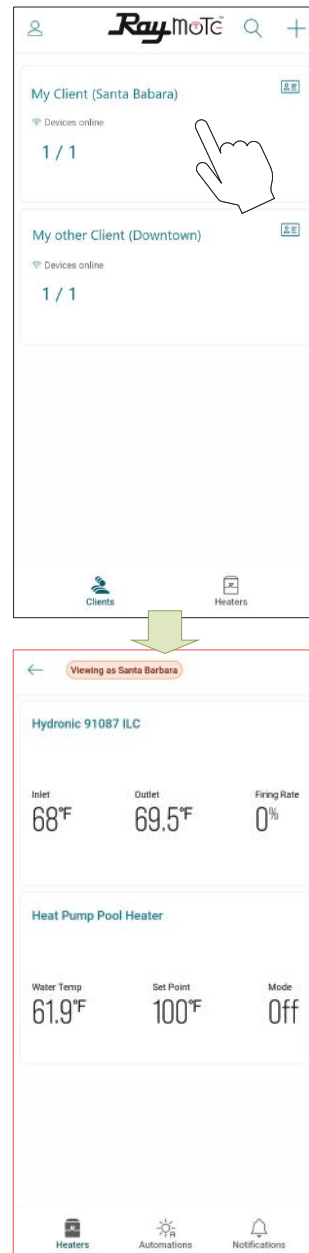 RayMOTE™
My Client (Santa Babara)
Devices online
1 / 1
My other Client (Downtown)
Devices online
1 / 1
Clients Heaters
Viewing as Santa Barbara
Hydronic 91087 ILC
Inlet Outlet Firing Rate
68°F 69.5°F 0%
Heat Pump Pool Heater
Water Temp Set Point Mode
61.9°F 100°F Off
Heaters Automations Notifications